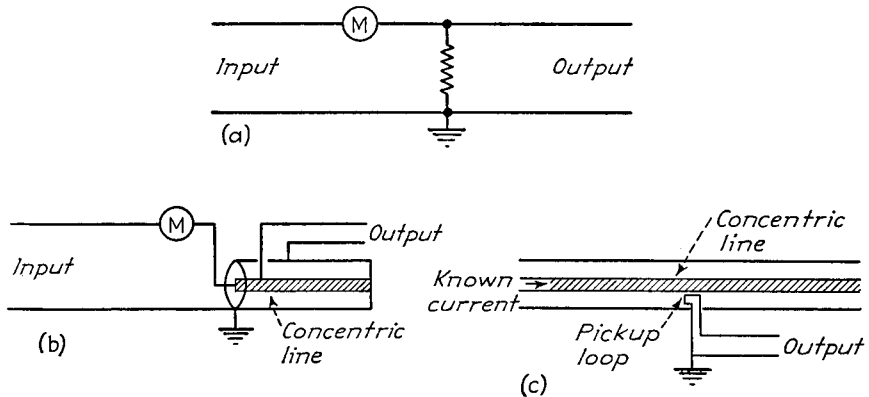 M
Input
Output
(a)
M
Output
Input
Concentric
line
(b)
Concentric
line
Known
current
Pickup
loop
Output
(c)